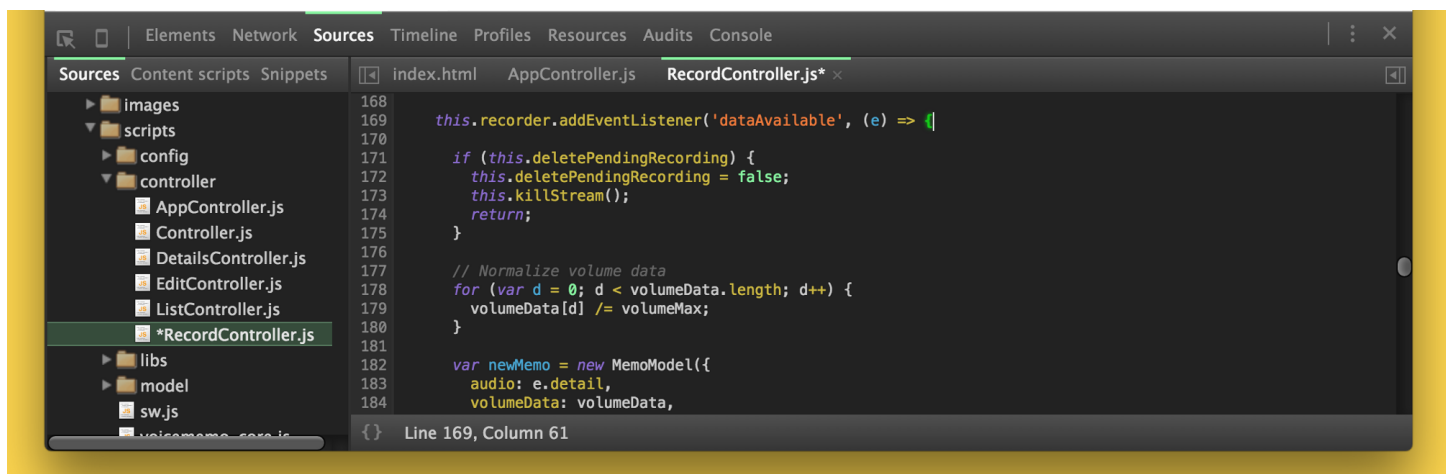 Elements Network Sources Timeline Profiles Resources Audits Console
Sources Content scripts Snippets
index.html AppController.js RecordController.js*
images
scripts
config
controller
AppController.js
Controller.js
DetailsController.js
EditController.js
ListController.js
*RecordController.js
libs
model
sw.js
168
169 this.recorder.addEventListener('dataAvailable', (e) => {
170
171 if (this.deletePendingRecording) {
172 this.deletePendingRecording = false;
173 this.killStream();
174 return;
175 }
176
177 // Normalize volume data
178 for (var d = 0; d < volumeData.length; d++) {
179 volumeData[d] /= volumeMax;
180 }
181
182 var newMemo = new MemoModel({
183 audio: e.detail,
184 volumeData: volumeData,
{} Line 169, Column 61